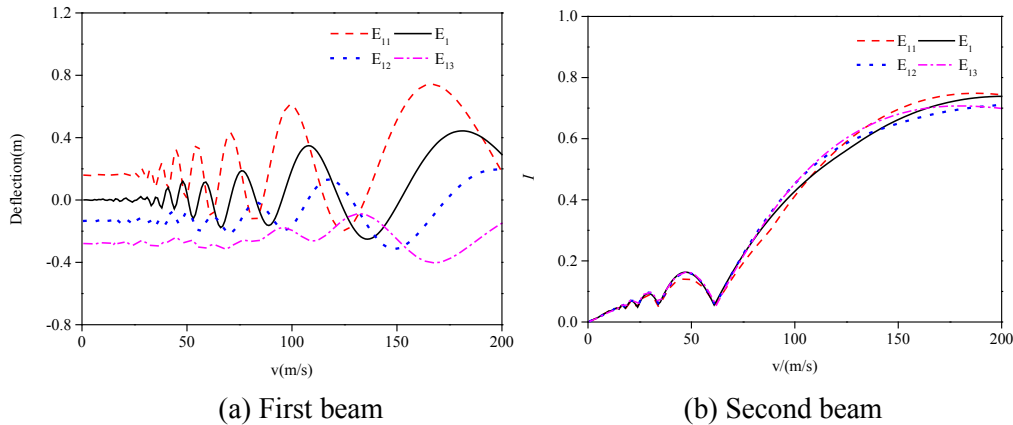 1.2
0.8
0.4
0.0
-0.4
-0.8
Deflection(m)
E11 E1
E12 E13
0 50 100 150 200
v(m/s)
(a) First beam
1.0
0.8
0.6
0.4
0.2
0.0
I
E11 E1
E12 E13
0 50 100 150 200
v/(m/s)
(b) Second beam